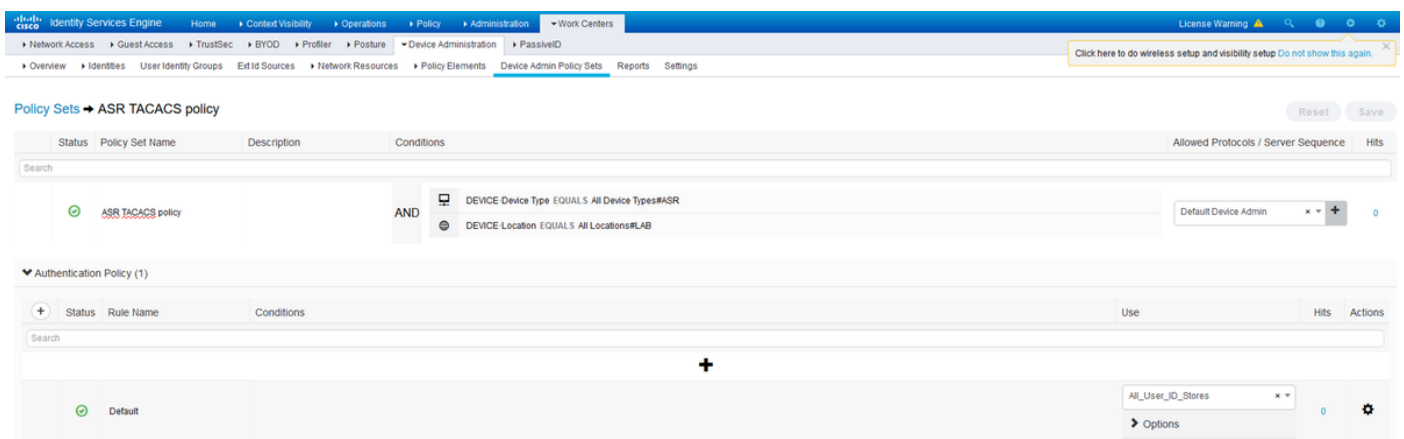 cisco Identity Services Engine Home Context Visibility Operations Policy Administration Work Centers License Warning
Network Access Guest Access TrustSec BYOD Profiler Posture Device Administration PassiveID
Click here to do wireless setup and visibility setup Do not show this again.
Overview Identities User Identity Groups Ext Id Sources Network Resources Policy Elements Device Admin Policy Sets Reports Settings
Policy Sets → ASR TACACS policy Reset Save
Status Policy Set Name Description Conditions Allowed Protocols / Server Sequence Hits
Search
ASR TACACS policy AND DEVICE·Device Type EQUALS All Device Types#ASR
DEVICE·Location EQUALS All Locations#LAB
Default Device Admin × + 0
Authentication Policy (1)
+ Status Rule Name Conditions Use Hits Actions
Search
+
Default All_User_ID_Stores × 0
Options